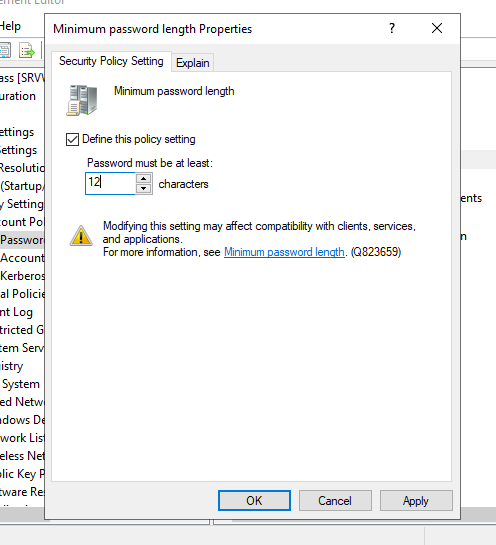 ement Editor
Help
Minimum password length Properties
?
Security Policy Setting
Explain
Minimum password length
Define this policy setting
Password must be at least:
12
characters
Modifying this setting may affect compatibility with clients, services,
and applications.
For more information, see Minimum password length. (Q823659)
OK
Cancel
Apply
ass [SRV
uration
ettings
Settings
Resolutio
(Startup/
y Setting
count Pol
Password
Account
Kerberos
al Policie
nt Log
tricted G
tem Serv
istry
System
ed Netw
ndows De
work List
eless Net
lic Key P
tware Res
ents
n